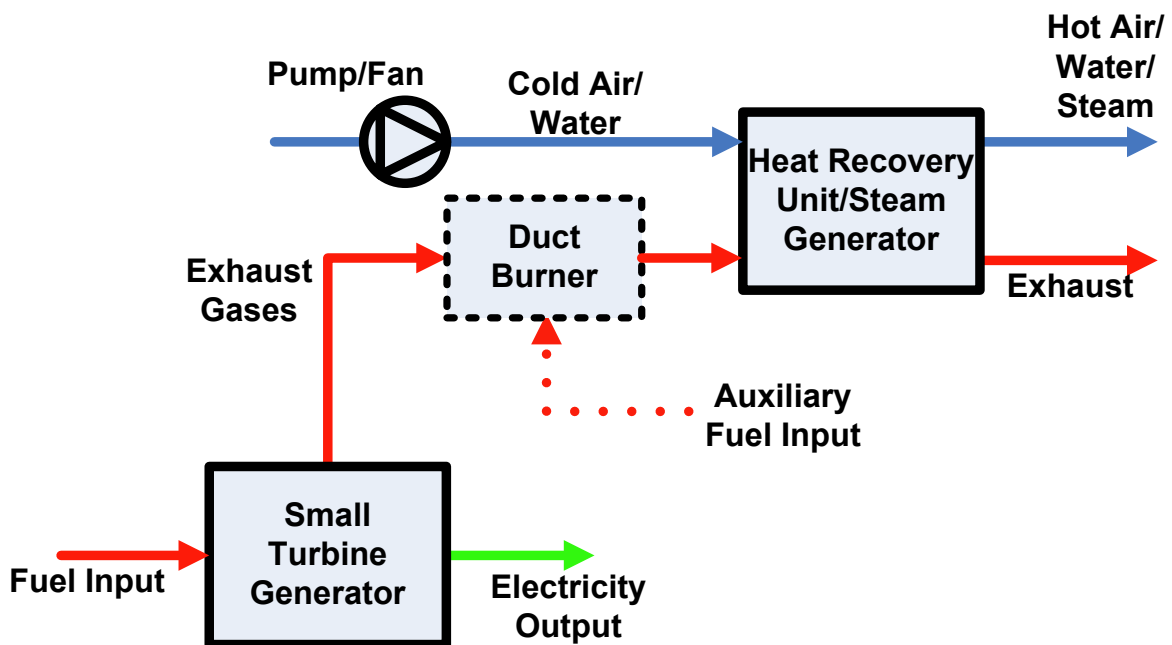 Hot Air/
Water/
Steam
Pump/Fan
Cold Air/
Water
Heat Recovery
Unit/Steam
Generator
Duct
Burner
Exhaust
Gases
Exhaust
Auxiliary
Fuel Input
Small
Turbine
Generator
Fuel Input
Electricity
Output